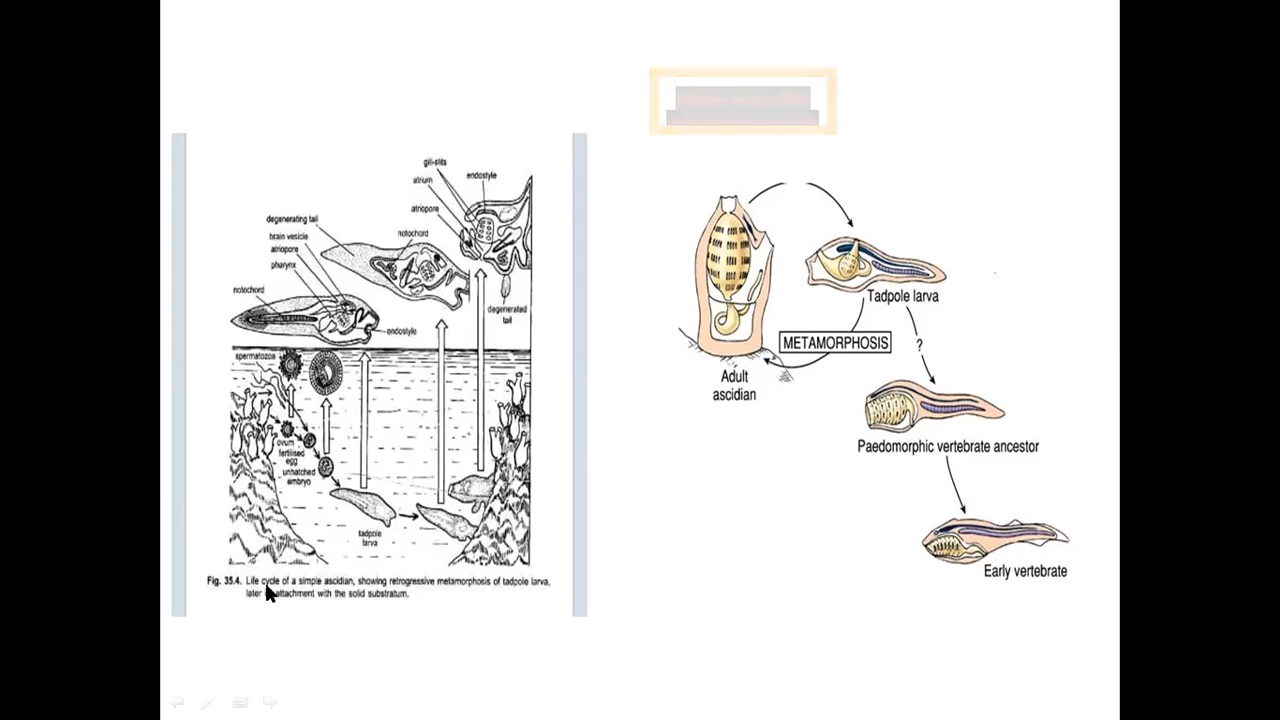 gill-slits
endostyle
atrium
atriopore
degenerating tail
notochord
brain vesicle
atriopore
pharynx
notochord
degenerated
tail
endostyle
spermatozoa
ovum
fertilised
egg
unhatched
embryo
tadpole
larva
Fig. 35.4. Life cycle of a simple ascidian, showing retrogressive metamorphosis of tadpole larva,
later attachment with the solid substratum.
Tadpole larva
METAMORPHOSIS
?
Adult
ascidian
Paedomorphic vertebrate ancestor
Early vertebrate